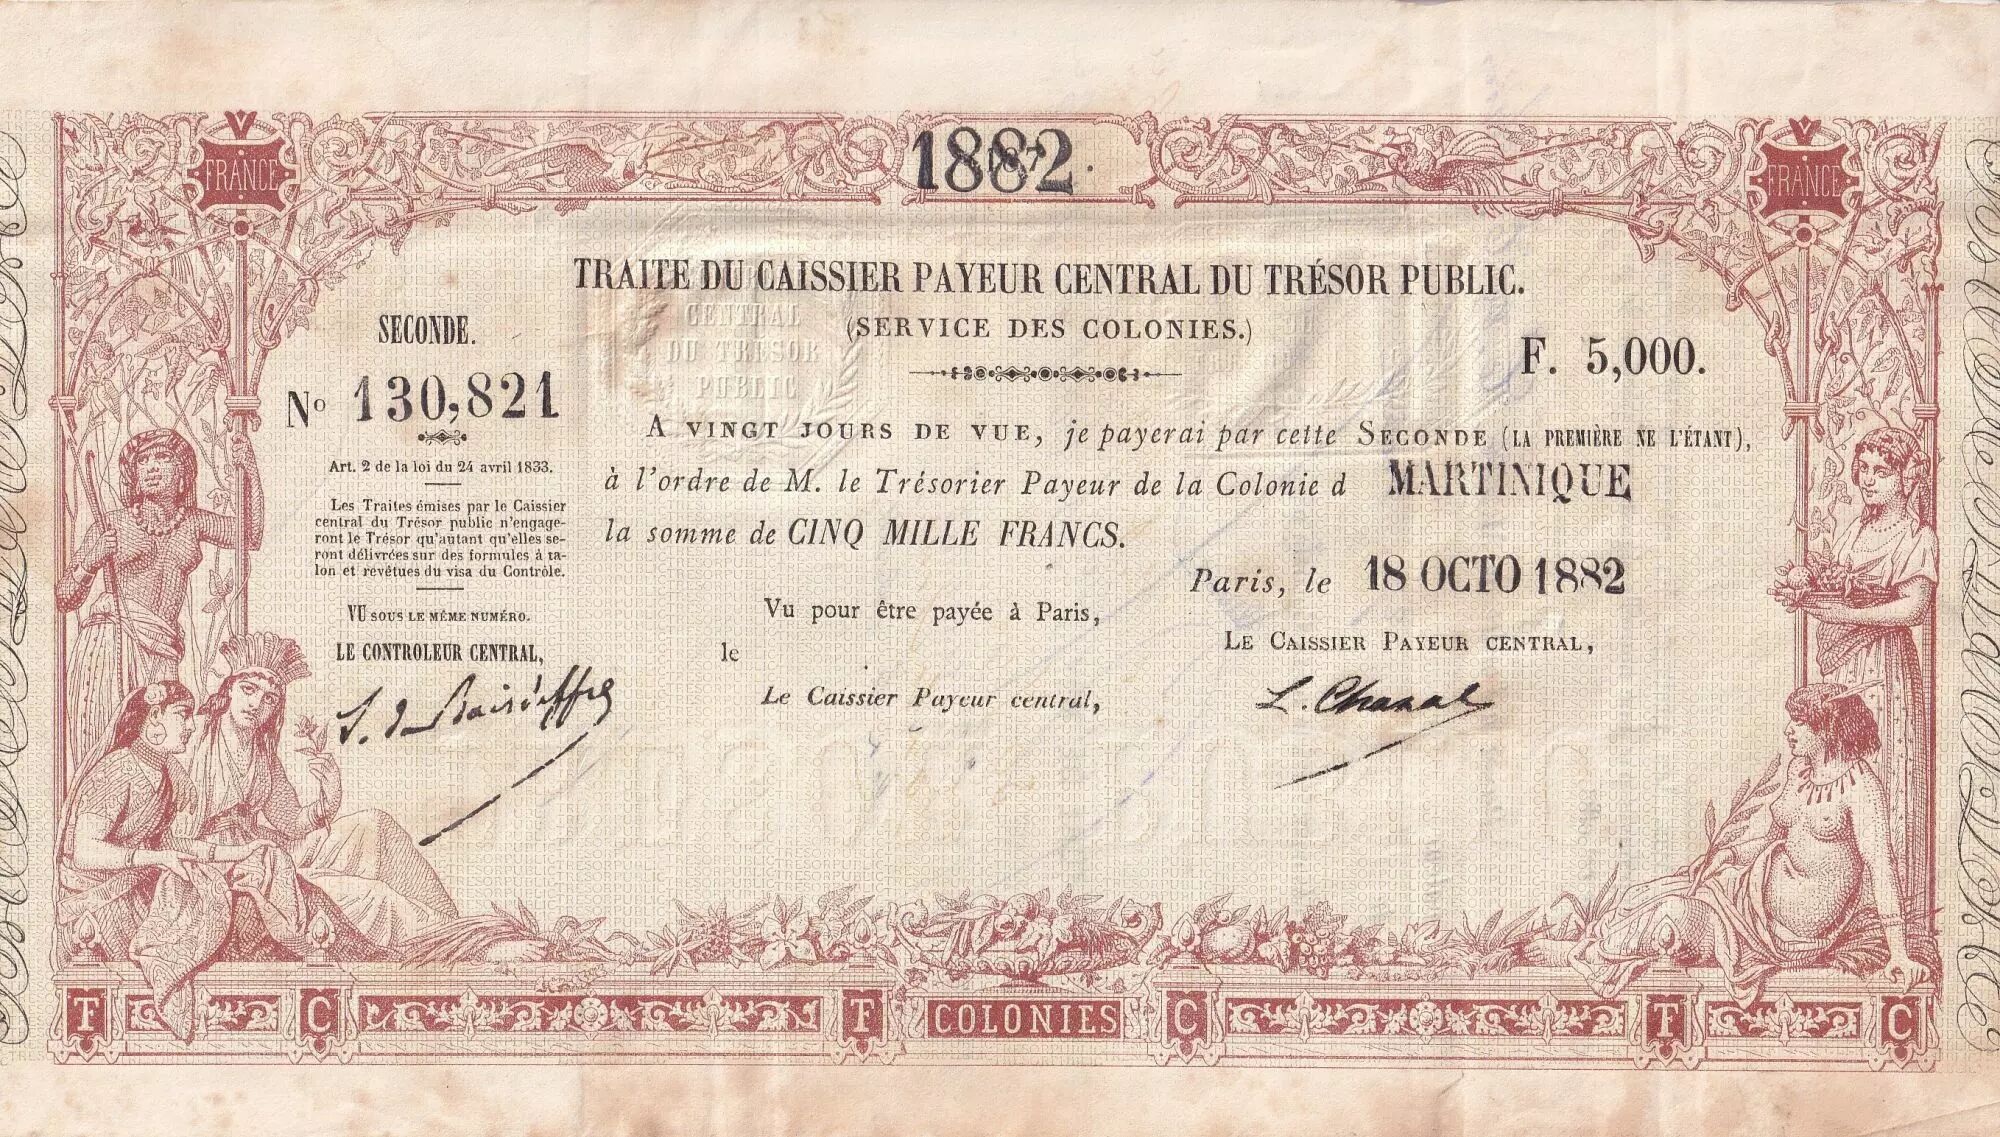 1882
FRANCE
FRANCE
TRAITE DU CAISSIER PAYEUR CENTRAL DU TRÉSOR PUBLIC.
(SERVICE DES COLONIES.)
CENTRAL
DU TRESOR
PUBLIC
SECONDE.
F. 5,000.
No 130,821
Art. 2 de la loi du 24 avril 1833.
Les Traites émises par le Caissier
central du Trésor public n'engage-
ront le Trésor qu'autant qu'elles se-
ront délivrées sur des formules à ta-
lon et revêtues du visa du Contrôle.
VU SOUS LE MÊME NUMÉRO.
LE CONTROLEUR CENTRAL,
A VINGT JOURS DE VUE, je payerai par cette SECONDE (LA PREMIÈRE NE L'ÉTANT),
à l'ordre de M. le Trésorier Payeur de la Colonie d MARTINIQUE
la somme de CINQ MILLE FRANCS.
Paris, le 18 OCTO 1882
Vu pour être payée à Paris,
le
Le Caissier Payeur central,
LE CAISSIER PAYEUR CENTRAL,
L. Chazal
T C F COLONIES C T C